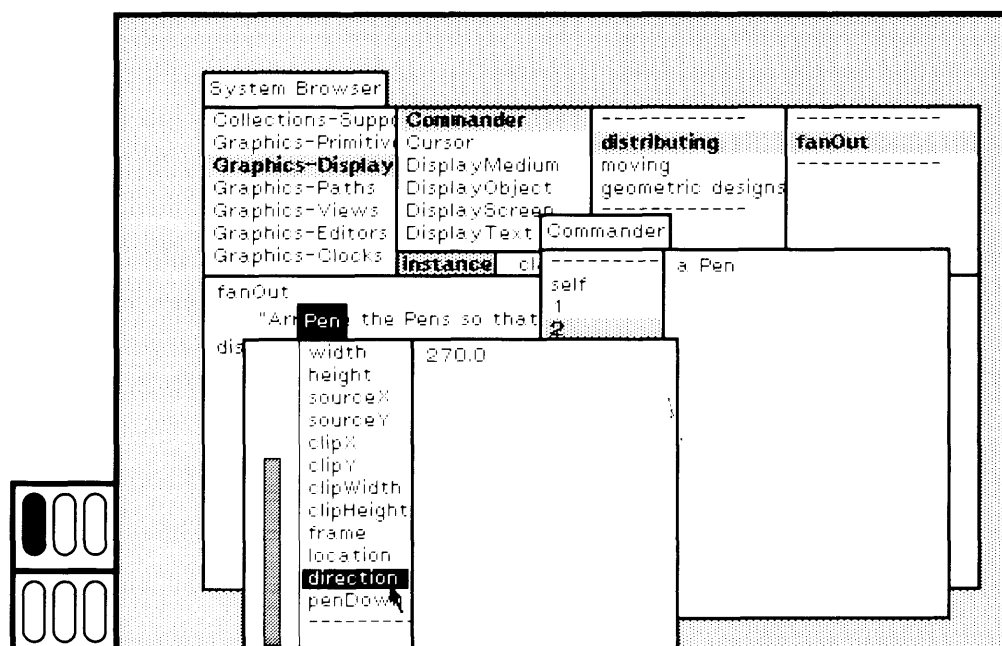 System Browser
Collections-Suppo
Graphics-Primitiv
Graphics-Display
Graphics-Paths
Graphics-Views
Graphics-Editors
Graphics-Clocks
Commander
Cursor
DisplayMedium
DisplayObject
DisplayScreen
DisplayText
instance cla
distributing
moving
geometric designs
fanOut
fanOut
"Arr the Pens so that
dis
Commander
self
1
2
a Pen
Pen
width
height
sourceX
sourceY
clipX
clipY
clipWidth
clipHeight
frame
location
direction
penDown
270.0